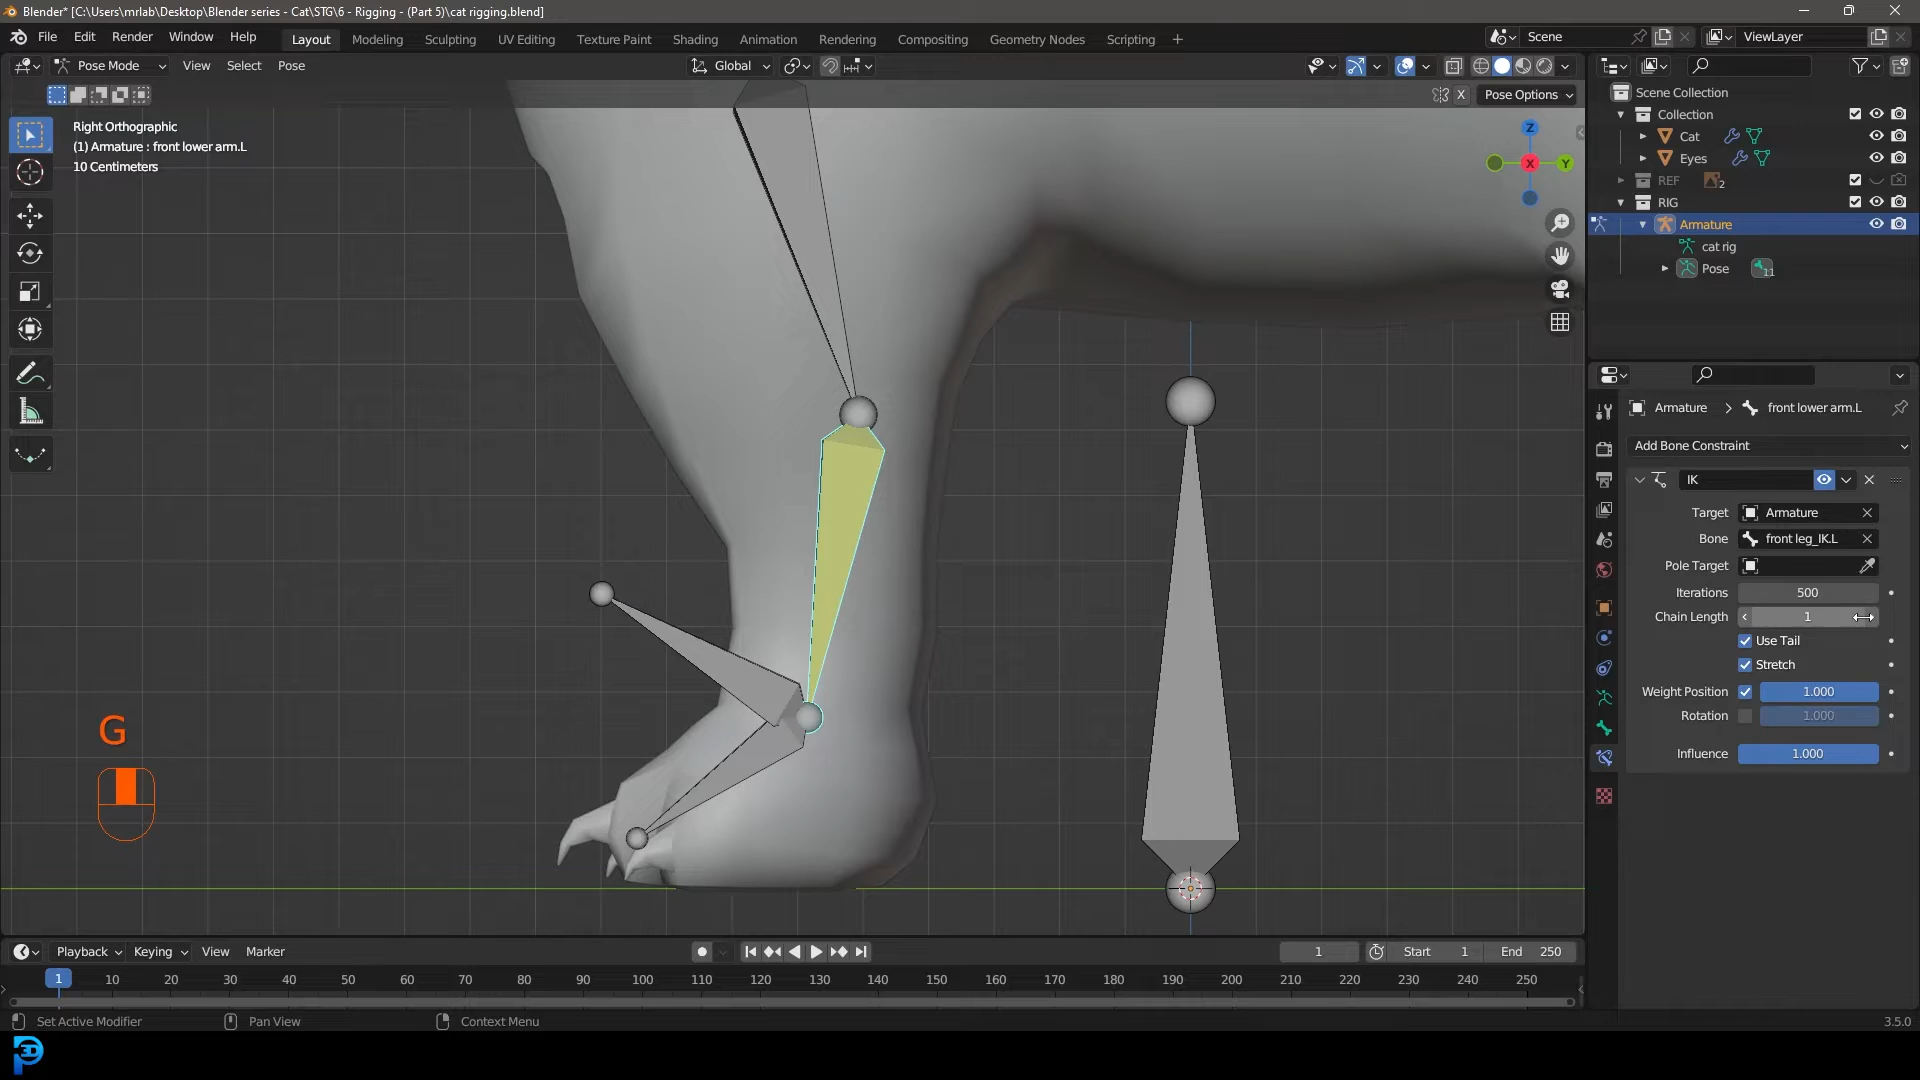 Blender* [C:\Users\mrlab\Desktop\Blender series - Cat\STG\6 - Rigging - (Part 5)\cat rigging.blend]
File Edit Render Window Help Layout Modeling Sculpting UV Editing Texture Paint Shading Animation Rendering Compositing Geometry Nodes Scripting + Scene ViewLayer
Pose Mode View Select Pose Global
X Pose Options
Right Orthographic
(1) Armature : front lower arm.L
10 Centimeters
Z
X
Y
Scene Collection
Collection
Cat
Eyes
REF 2
RIG
Armature
cat rig
Pose 11
Armature > front lower arm.L
Add Bone Constraint
IK
Target Armature
Bone front leg_IK.L
Pole Target
Iterations 500
Chain Length 1
Use Tail
Stretch
Weight Position 1.000
Rotation 1.000
Influence 1.000
G
Playback Keying View Marker 1 Start 1 End 250
1 10 20 30 40 50 60 70 80 90 100 110 120 130 140 150 160 170 180 190 200 210 220 230 240 250
Set Active Modifier Pan View Context Menu 3.5.0
3D